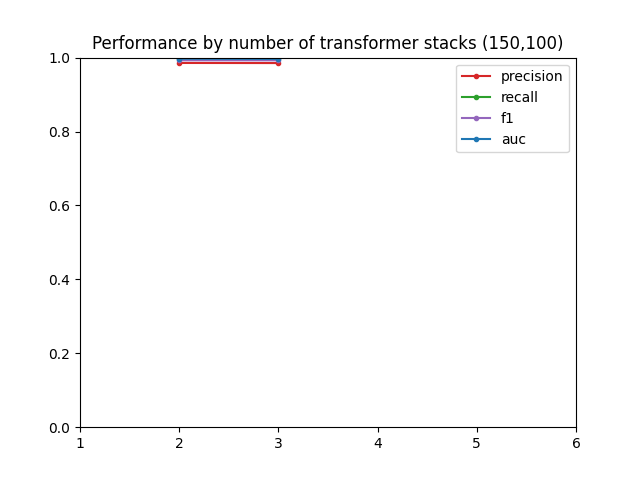 Performance by number of transformer stacks (150,100)
1.0
0.8
0.6
0.4
0.2
0.0
1 2 3 4 5 6
precision
recall
f1
auc